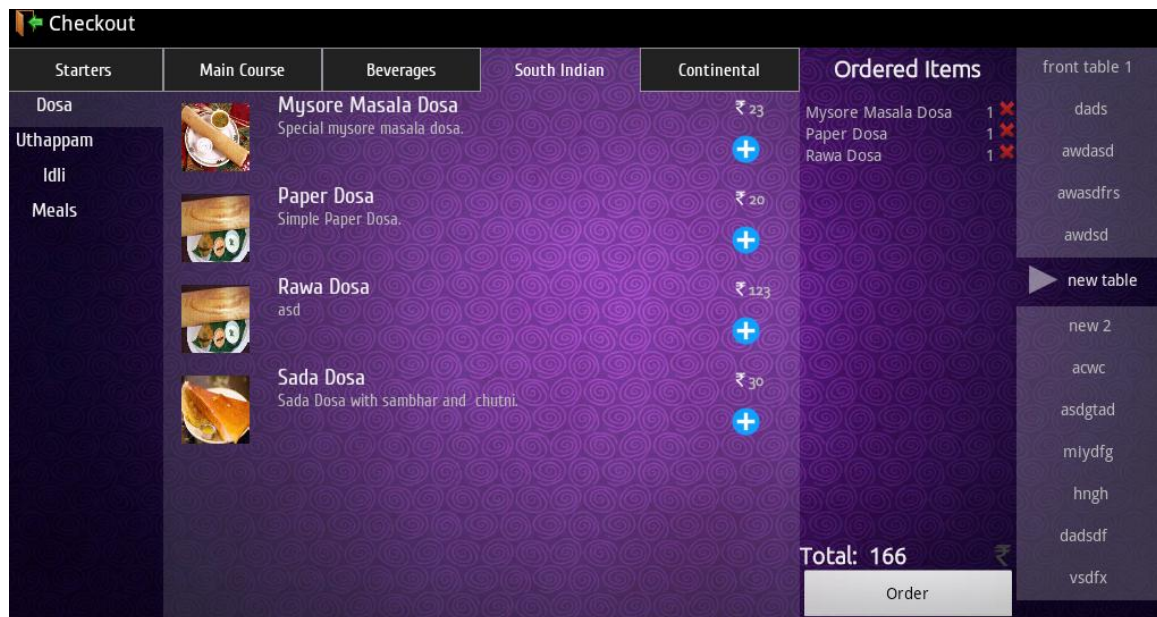 Checkout
Starters
Main Course
Beverages
South Indian
Continental
Dosa
Uthappam
Idli
Meals
Mysore Masala Dosa
₹ 23
Special mysore masala dosa.
Paper Dosa
₹ 20
Simple Paper Dosa.
Rawa Dosa
₹ 123
asd
Sada Dosa
₹ 30
Sada Dosa with sambhar and chutni.
Ordered Items
Mysore Masala Dosa 1
Paper Dosa 1
Rawa Dosa 1
Total: 166 ₹
Order
front table 1
dads
awdasd
awasdfrs
awdsd
new table
new 2
acwc
asdgtad
mlydfg
hngh
dadsdf
vsdfx